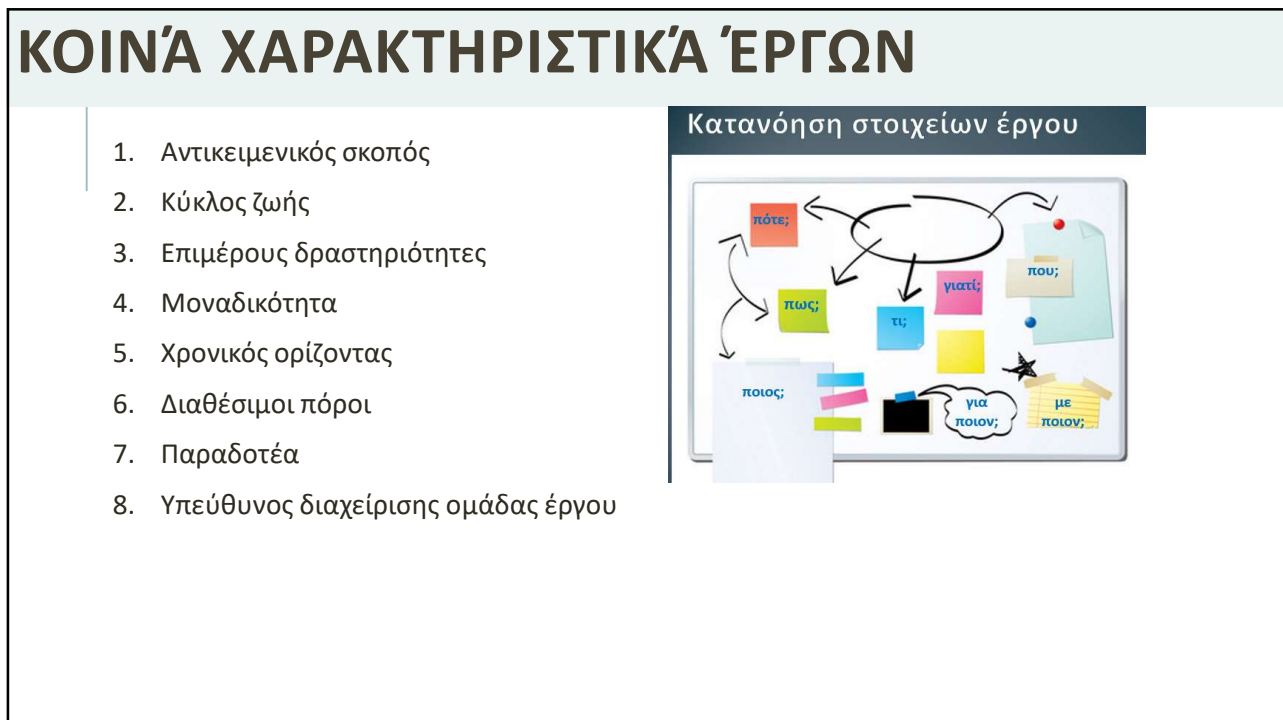 ΚΟΙΝΆ ΧΑΡΑΚΤΗΡΙΣΤΙΚΆ ΈΡΓΩΝ
1. Αντικειμενικός σκοπός
2. Κύκλος ζωής
3. Επιμέρους δραστηριότητες
4. Μοναδικότητα
5. Χρονικός ορίζοντας
6. Διαθέσιμοι πόροι
7. Παραδοτέα
8. Υπεύθυνος διαχείρισης ομάδας έργου
Κατανόηση στοιχείων έργου
πότε;
που;
γιατί;
πως;
τι;
ποιος;
για
ποιον;
με
ποιον;